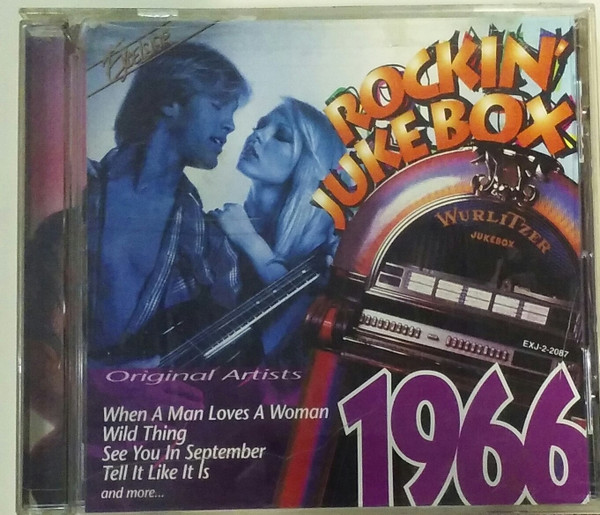 Excelsior
ROCKIN'
JUKEBOX
WURLITZER
JUKEBOX
EXJ-2-2087
Original Artists
1966
When A Man Loves A Woman
Wild Thing
See You In September
Tell It Like It Is
and more...